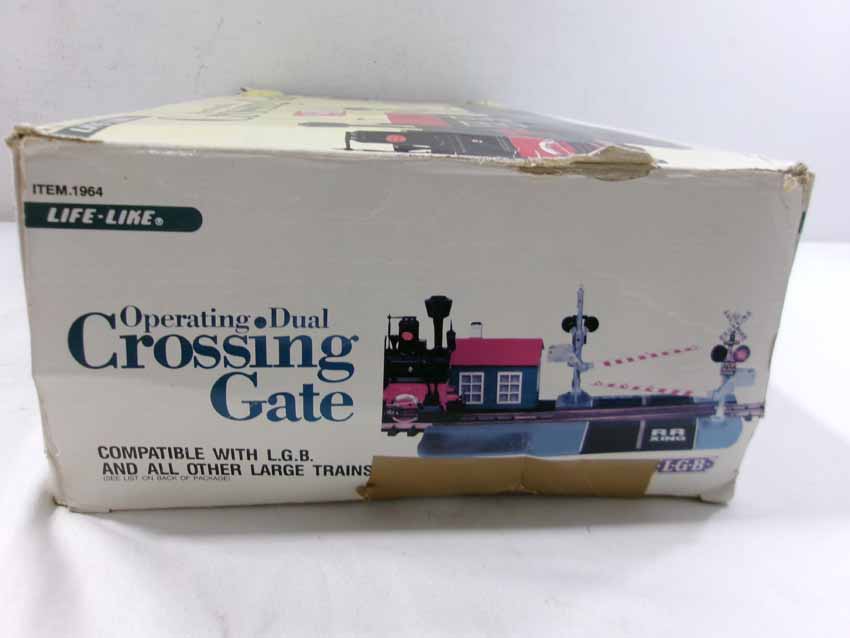 ITEM.1964
LIFE-LIKE®
Operating Dual
Crossing
Gate
COMPATIBLE WITH L.G.B.
AND ALL OTHER LARGE TRAINS
(SEE LIST ON BACK OF PACKAGE)
RR
XING
L·G·B